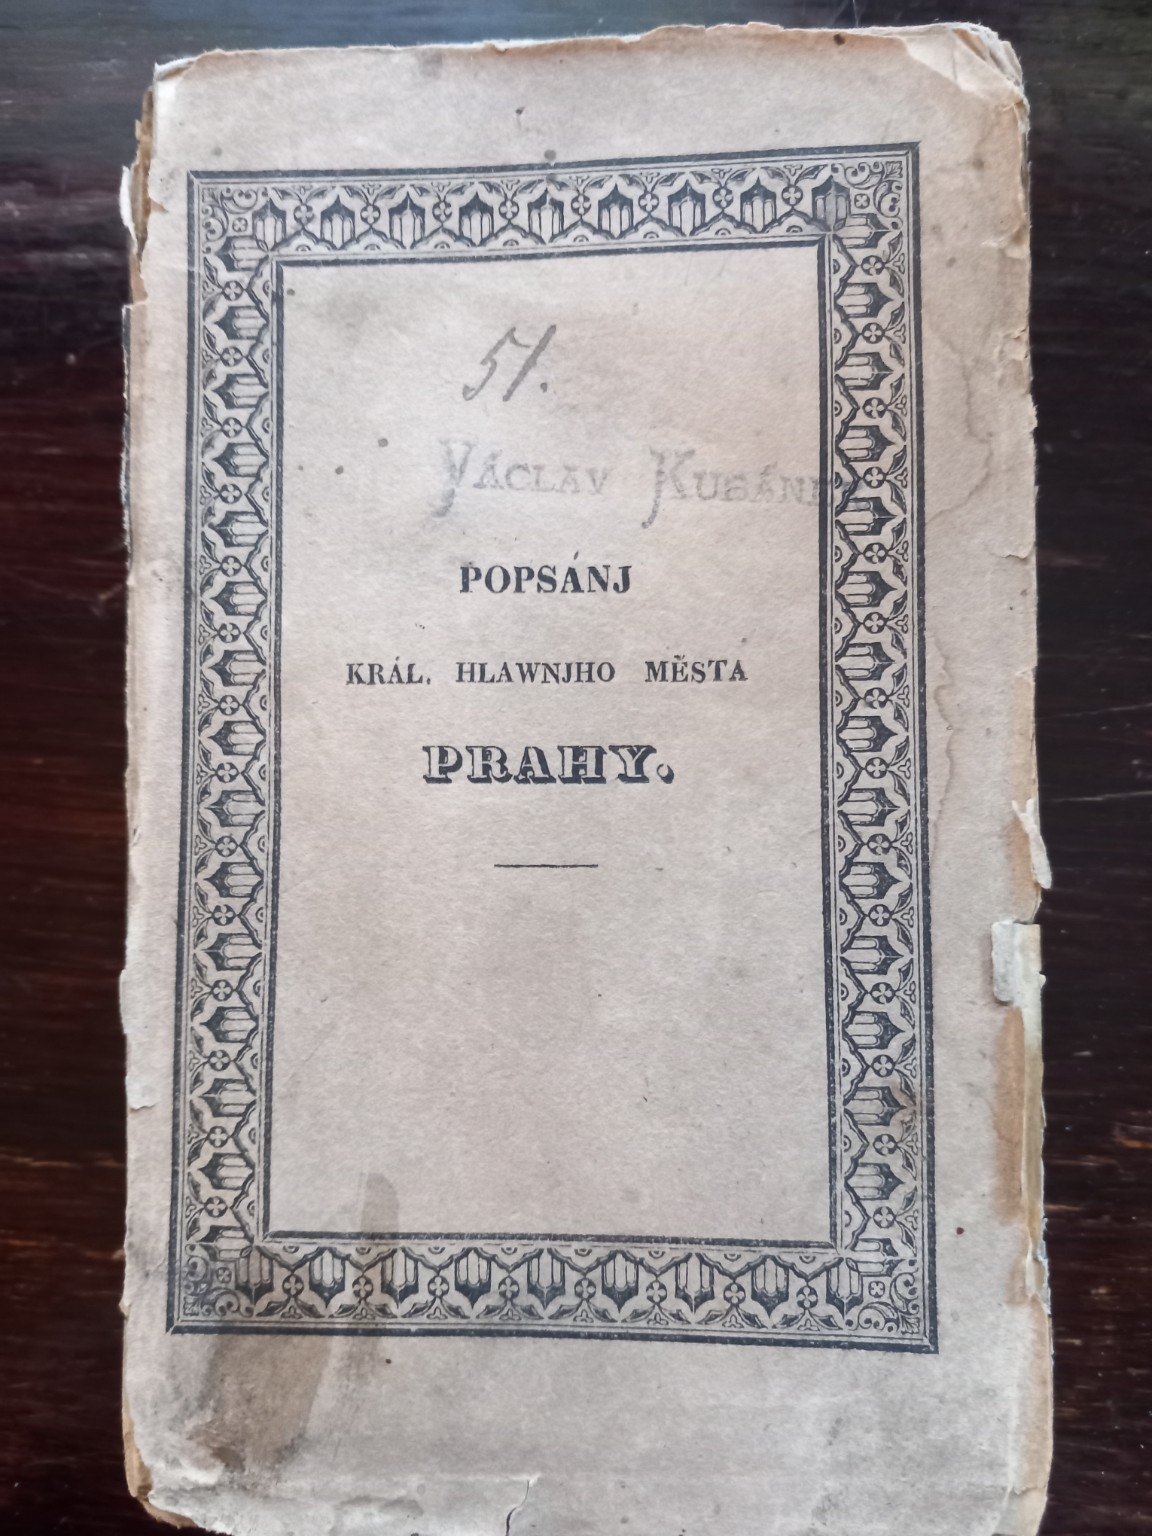 51.
VÁCLAV
POPSÁNJ
KRÁL. HLAWNJHO MĚSTA
PRAHY.